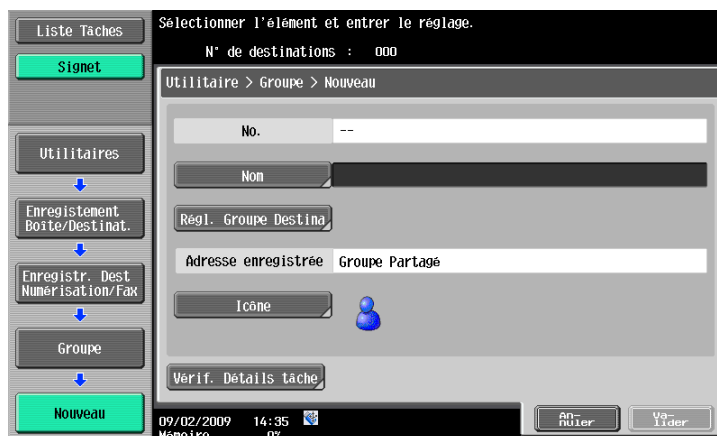 Liste Tâches
Signet
Utilitaires
Enregistement
Boîte/Destinat.
Enregistr. Dest
Numérisation/Fax
Groupe
Nouveau
Sélectionner l'élément et entrer le réglage.
N° de destinations : 000
Utilitaire > Groupe > Nouveau
No. --
Nom
Régl. Groupe Destina
Adresse enregistrée Groupe Partagé
Icône
Vérif. Détails tâche
09/02/2009 14:35
Mémoire 0%
An-
nuler
Va-
lider